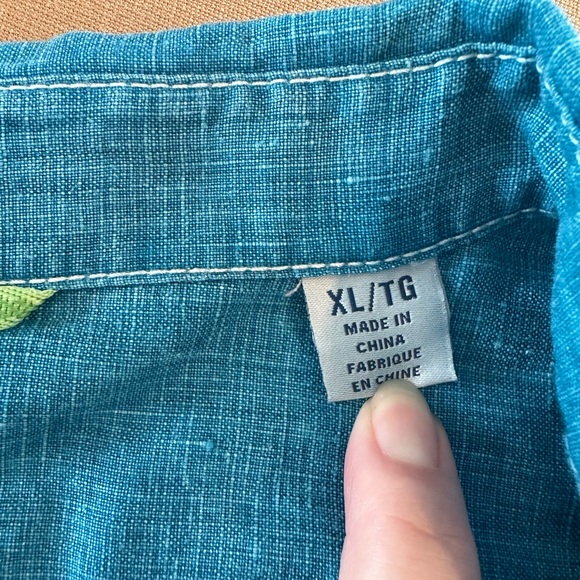 XL/TG
MADE IN
CHINA
FABRIQUE
EN CHINE